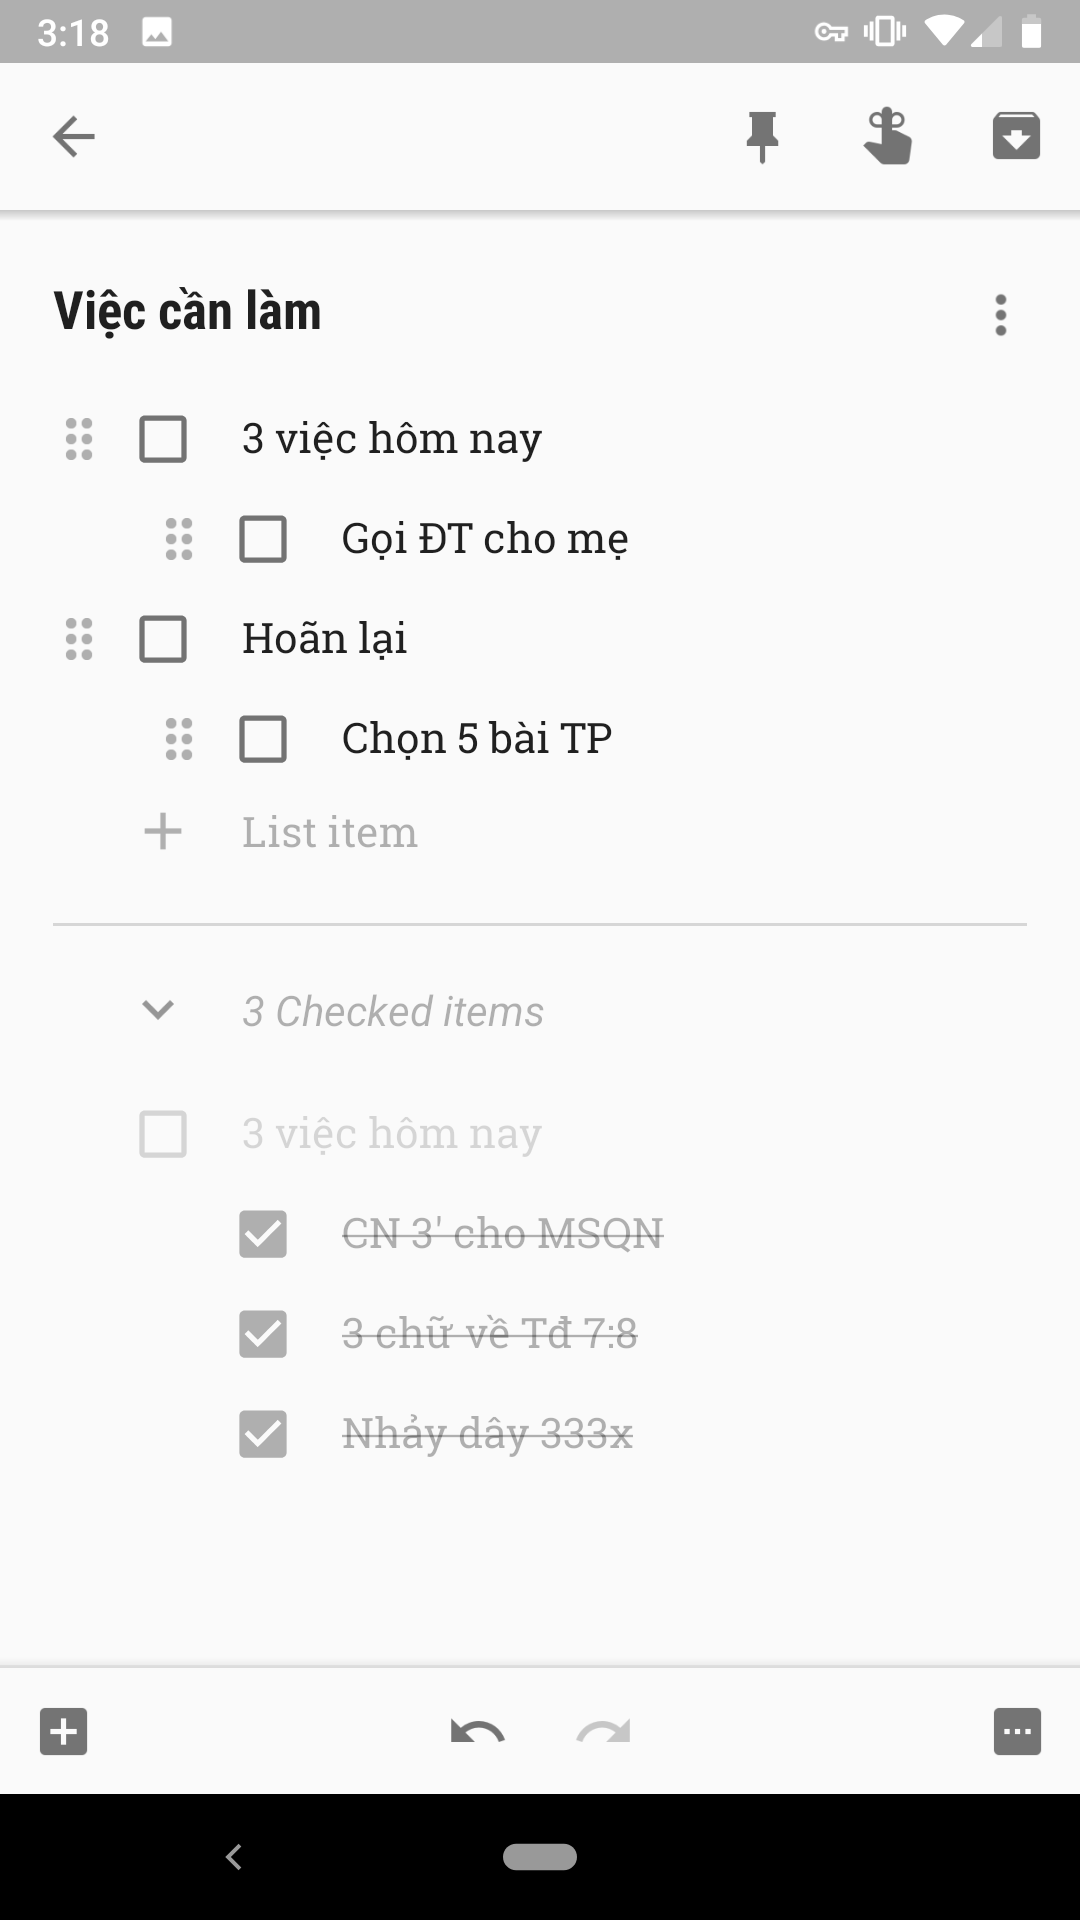 3:18
Việc cần làm
3 việc hôm nay
Gọi ĐT cho mẹ
Hoãn lại
Chọn 5 bài TP
List item
3 Checked items
3 việc hôm nay
CN 3' cho MSQN
3 chữ về Tđ 7:8
Nhảy dây 333x